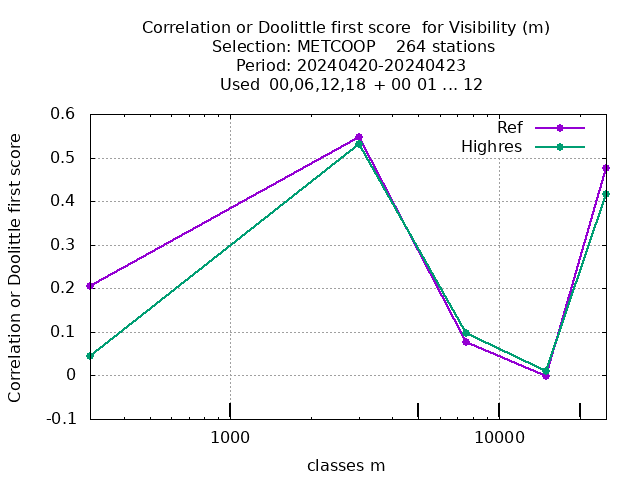 Correlation or Doolittle first score  for Visibility (m)
Selection: METCOOP    264 stations
Period: 20240420-20240423
Used  00,06,12,18  + 00 01 ... 12
Correlation or Doolittle first score
0.6
0.5
0.4
0.3
0.2
0.1
0
-0.1
Ref
Highres
1000
10000
classes m